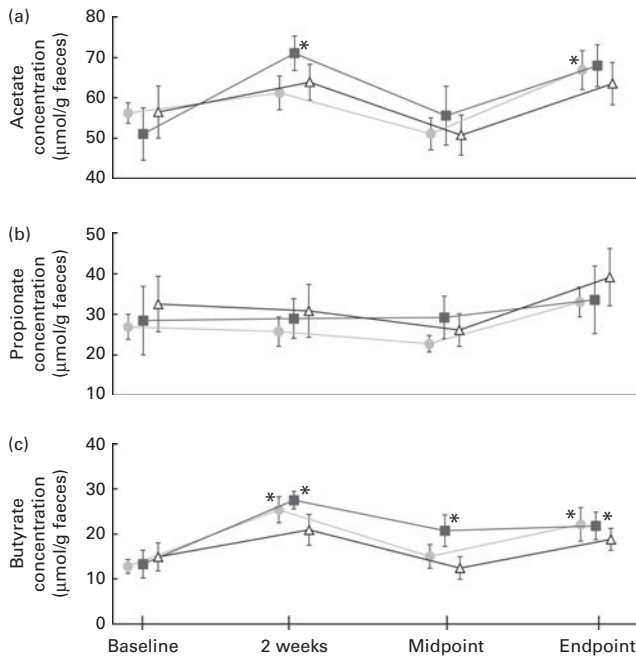 (a)
Acetate
concentration
(μmol/g faeces)
80
70
60
50
40
*
*
(b)
Propionate
concentration
(μmol/g faeces)
50
40
30
20
10
(c)
Butyrate
concentration
(μmol/g faeces)
40
30
20
10
0
* *
*
* *
Baseline 2 weeks Midpoint Endpoint